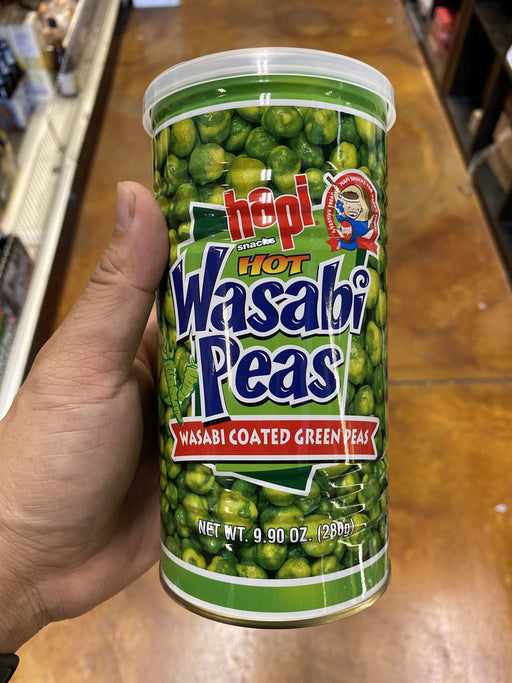 hapi
snacks
HOT
Wasabi
Peas
WASABI COATED GREEN PEAS
NET WT. 9.90 OZ. (280g)